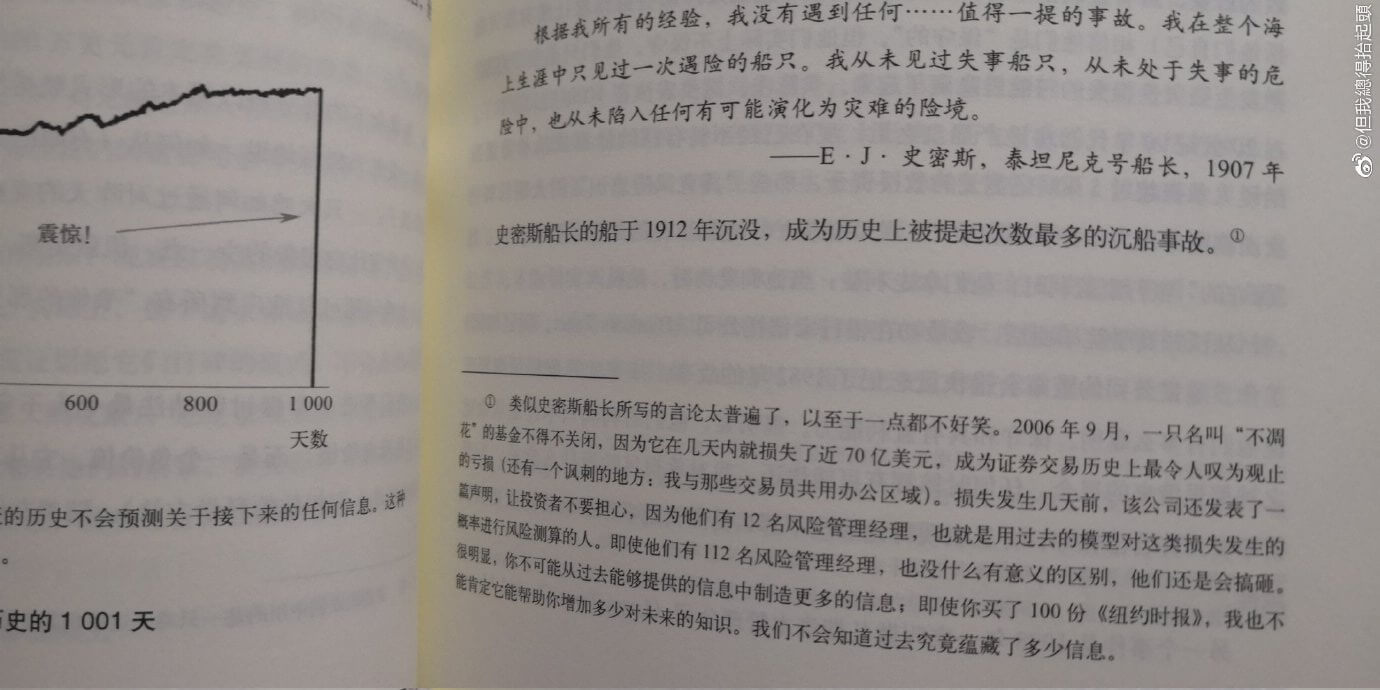 震惊！
600 800 1 000
天数
的历史不会预测关于接下来的任何信息。这种
。
历史的 1 001 天
根据我所有的经验，我没有遇到任何……值得一提的事故。我在整个海
上生涯中只见过一次遇险的船只。我从未见过失事船只，从未处于失事的危
险中，也从未陷入任何有可能演化为灾难的险境。
——E·J·史密斯，泰坦尼克号船长，1907 年
史密斯船长的船于 1912 年沉没，成为历史上被提起次数最多的沉船事故。①
① 类似史密斯船长所写的言论太普遍了，以至于一点都不好笑。2006 年 9 月，一只名叫“不凋
花”的基金不得不关闭，因为它在几天内就损失了近 70 亿美元，成为证券交易历史上最令人叹为观止
的亏损（还有一个讽刺的地方：我与那些交易员共用办公区域）。损失发生几天前，该公司还发表了一
篇声明，让投资者不要担心，因为他们有 12 名风险管理经理，也就是用过去的模型对这类损失发生的
概率进行风险测算的人。即使他们有 112 名风险管理经理，也没什么有意义的区别，他们还是会搞砸。
很明显，你不可能从过去能够提供的信息中制造更多的信息；即使你买了 100 份《纽约时报》，我也不
能肯定它能帮助你增加多少对未来的知识。我们不会知道过去究竟蕴藏了多少信息。
@但我總得抬起頭